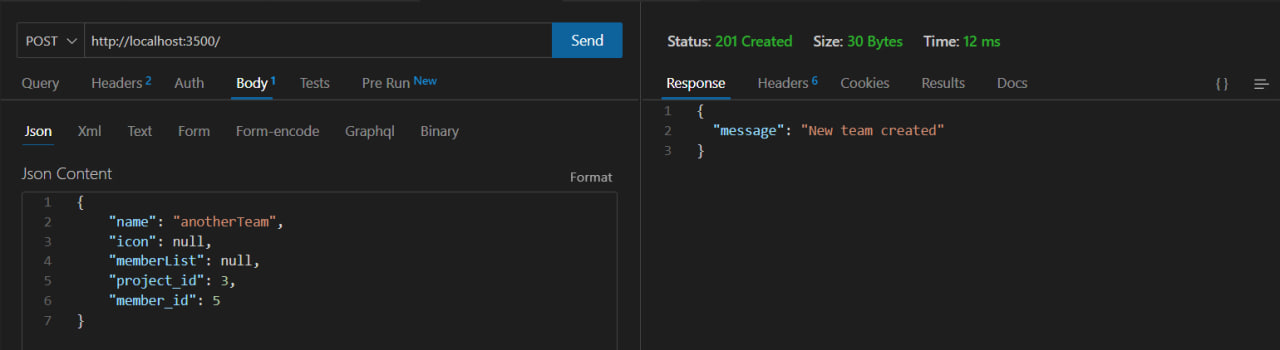 POST http://localhost:3500/ Send
Query Headers 2 Auth Body 1 Tests Pre Run New
Json Xml Text Form Form-encode Graphql Binary
Json Content Format
1 {
2 "name": "anotherTeam",
3 "icon": null,
4 "memberList": null,
5 "project_id": 3,
6 "member_id": 5
7 }
Status: 201 Created Size: 30 Bytes Time: 12 ms
Response Headers 6 Cookies Results Docs { }
1 {
2 "message": "New team created"
3 }